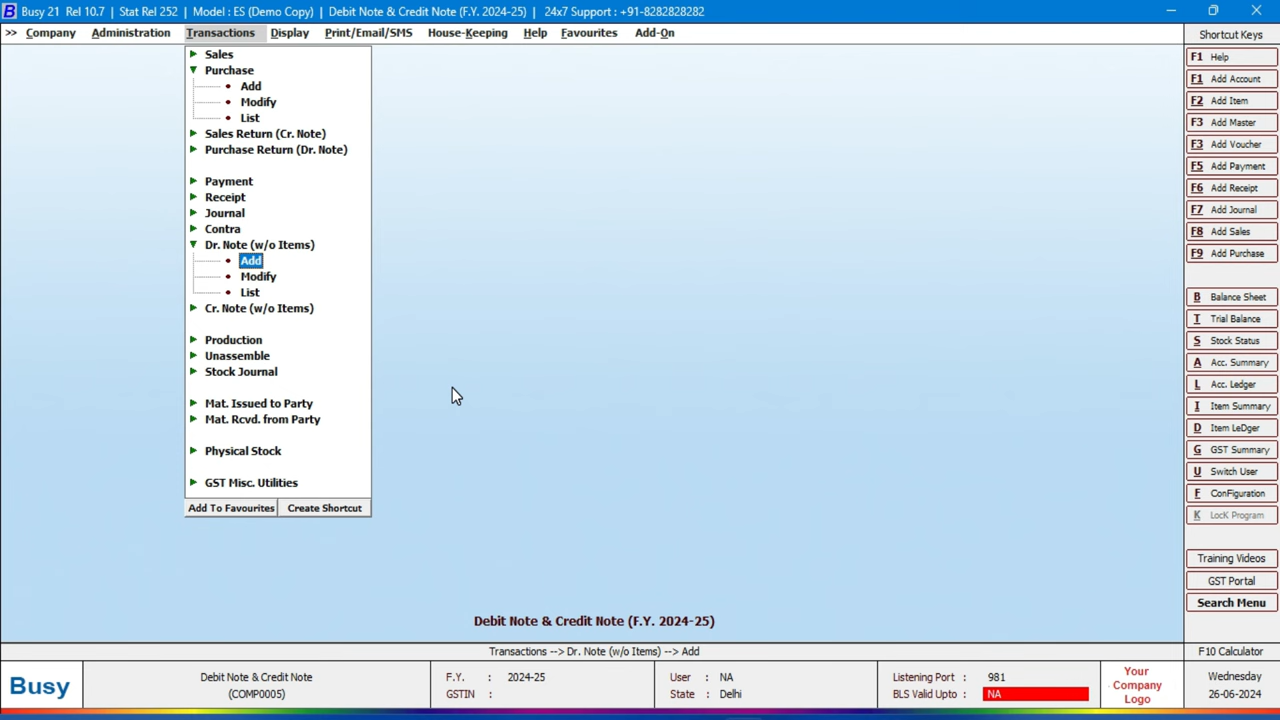 B Busy 21 Rel 10.7 | Stat Rel 252 | Model : ES (Demo Copy) | Debit Note & Credit Note (F.Y. 2024-25) | 24x7 Support : +91-8282828282
>> Company Administration Transactions Display Print/Email/SMS House-Keeping Help Favourites Add-On
Sales
Purchase
Add
Modify
List
Sales Return (Cr. Note)
Purchase Return (Dr. Note)
Payment
Receipt
Journal
Contra
Dr. Note (w/o Items)
Add
Modify
List
Cr. Note (w/o Items)
Production
Unassemble
Stock Journal
Mat. Issued to Party
Mat. Rcvd. from Party
Physical Stock
GST Misc. Utilities
Add To Favourites Create Shortcut
Shortcut Keys
F1 Help
F1 Add Account
F2 Add Item
F3 Add Master
F3 Add Voucher
F5 Add Payment
F6 Add Receipt
F7 Add Journal
F8 Add Sales
F9 Add Purchase
B Balance Sheet
T Trial Balance
S Stock Status
A Acc. Summary
L Acc. Ledger
I Item Summary
D Item LeDger
G GST Summary
U Switch User
F ConFiguration
K LocK Program
Training Videos
GST Portal
Search Menu
Debit Note & Credit Note (F.Y. 2024-25)
Transactions --> Dr. Note (w/o Items) --> Add
F10 Calculator
Busy
Debit Note & Credit Note
(COMP0005)
F.Y. : 2024-25
GSTIN :
User : NA
State : Delhi
Listening Port : 981
BLS Valid Upto : NA
Your
Company
Logo
Wednesday
26-06-2024